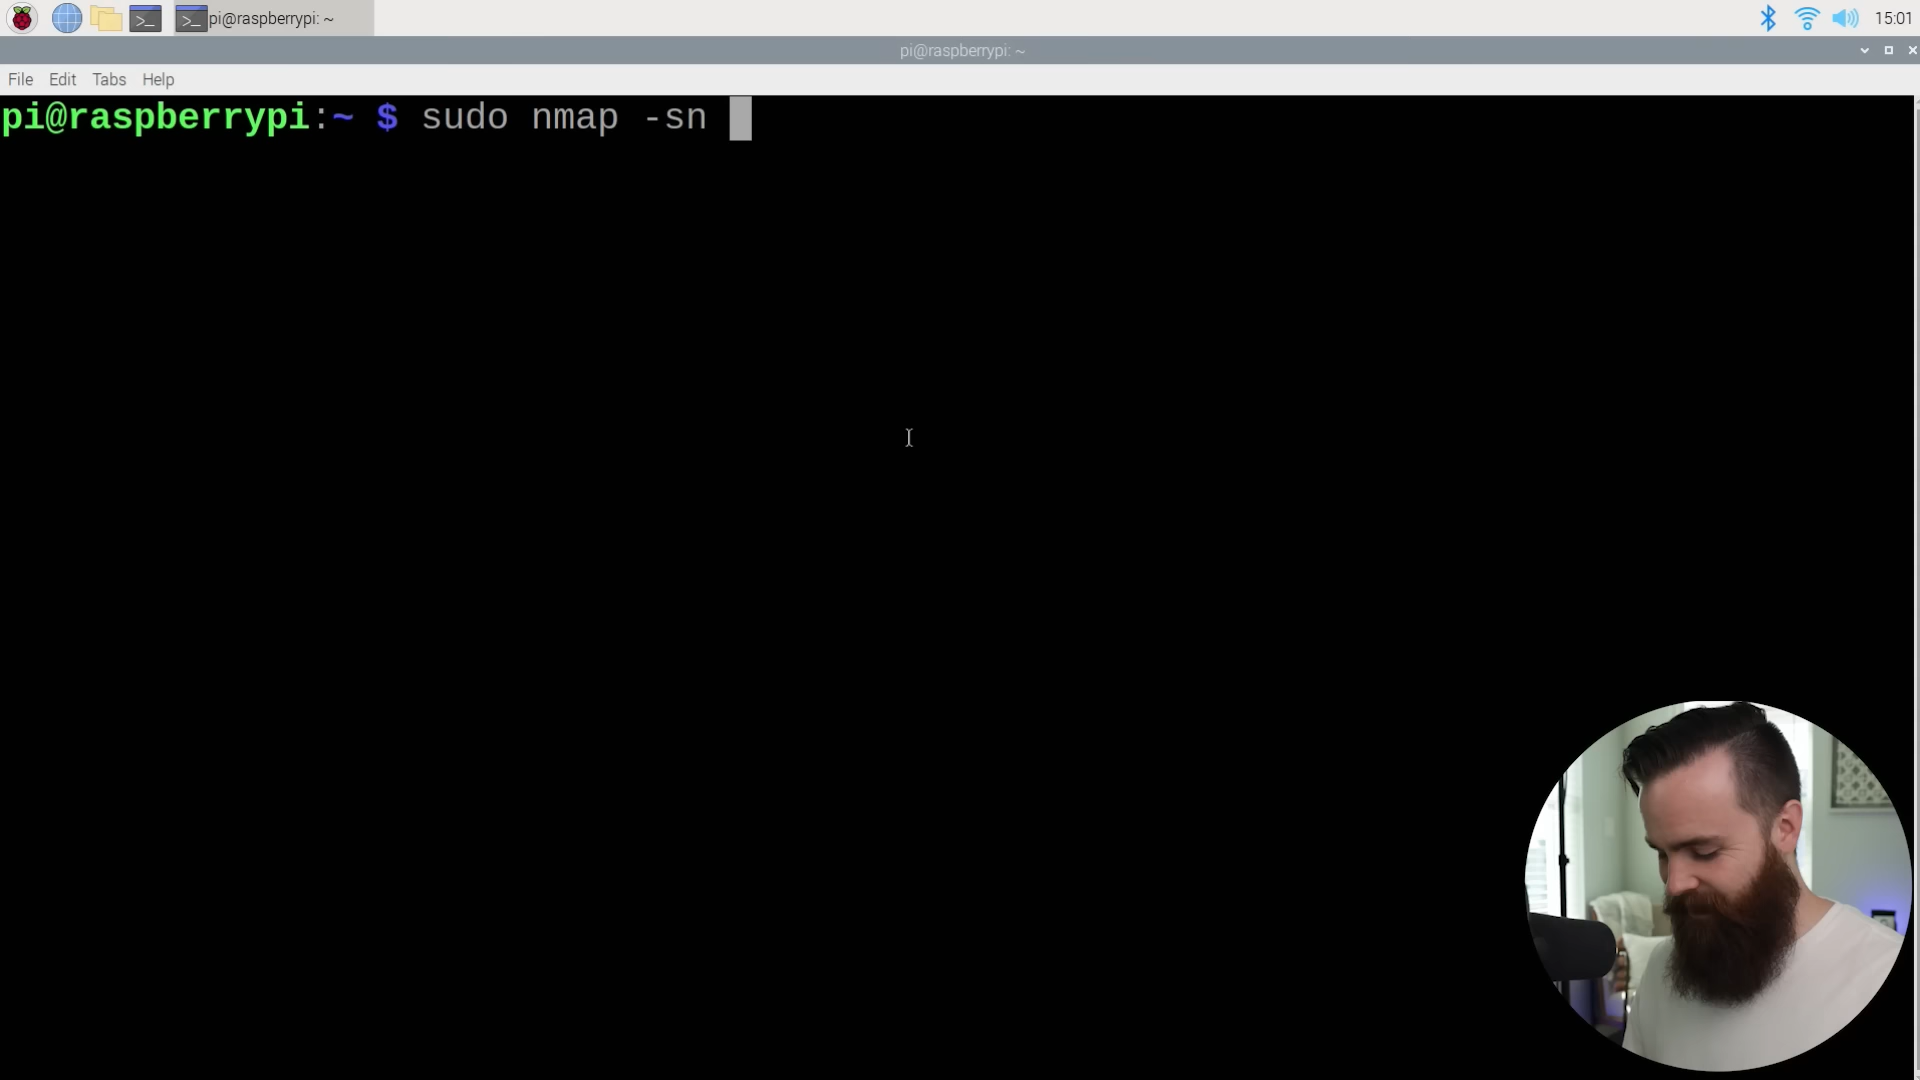 pi@raspberrypi: ~
15:01
pi@raspberrypi: ~
File Edit Tabs Help
pi@raspberrypi:~ $ sudo nmap -sn